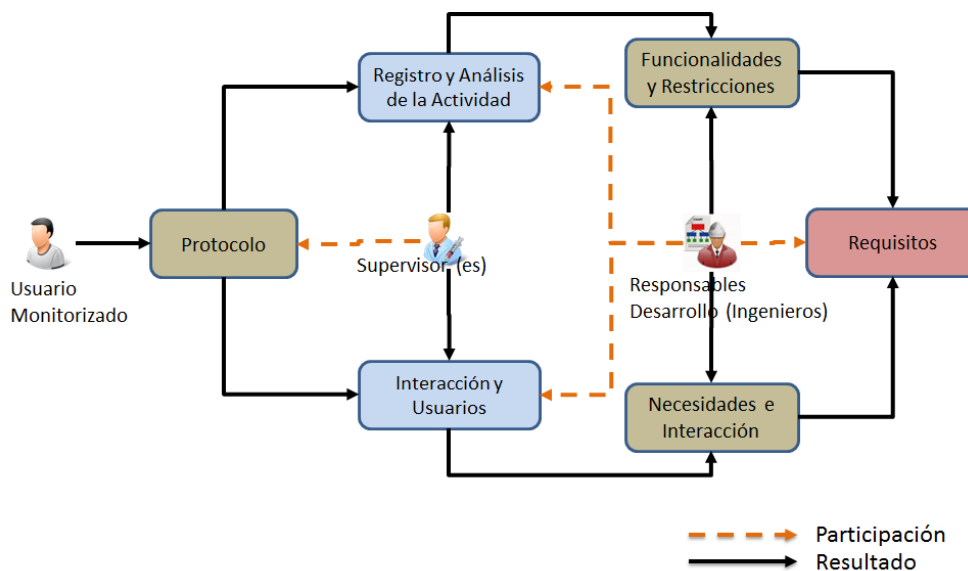 Registro y Análisis
de la Actividad
Funcionalidades
y Restricciones
Protocolo
Supervisor (es)
Requisitos
Usuario
Monitorizado
Responsables
Desarrollo (Ingenieros)
Interacción y
Usuarios
Necesidades e
Interacción
Participación
Resultado